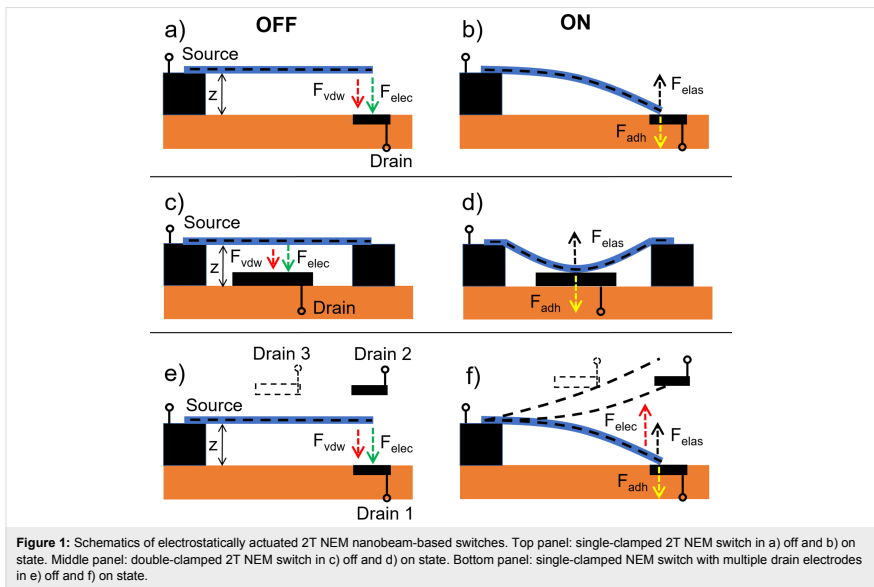 OFF
ON
a)
Source
z
Fvdw
Felec
Drain
b)
Felas
Fadh
c)
Source
z
Fvdw
Felec
Drain
d)
Felas
Fadh
e)
Drain 3
Drain 2
Source
z
Fvdw
Felec
Drain 1
f)
Felec
Felas
Fadh
Figure 1: Schematics of electrostatically actuated 2T NEM nanobeam-based switches. Top panel: single-clamped 2T NEM switch in a) off and b) on
state. Middle panel: double-clamped 2T NEM switch in c) off and d) on state. Bottom panel: single-clamped NEM switch with multiple drain electrodes
in e) off and f) on state.